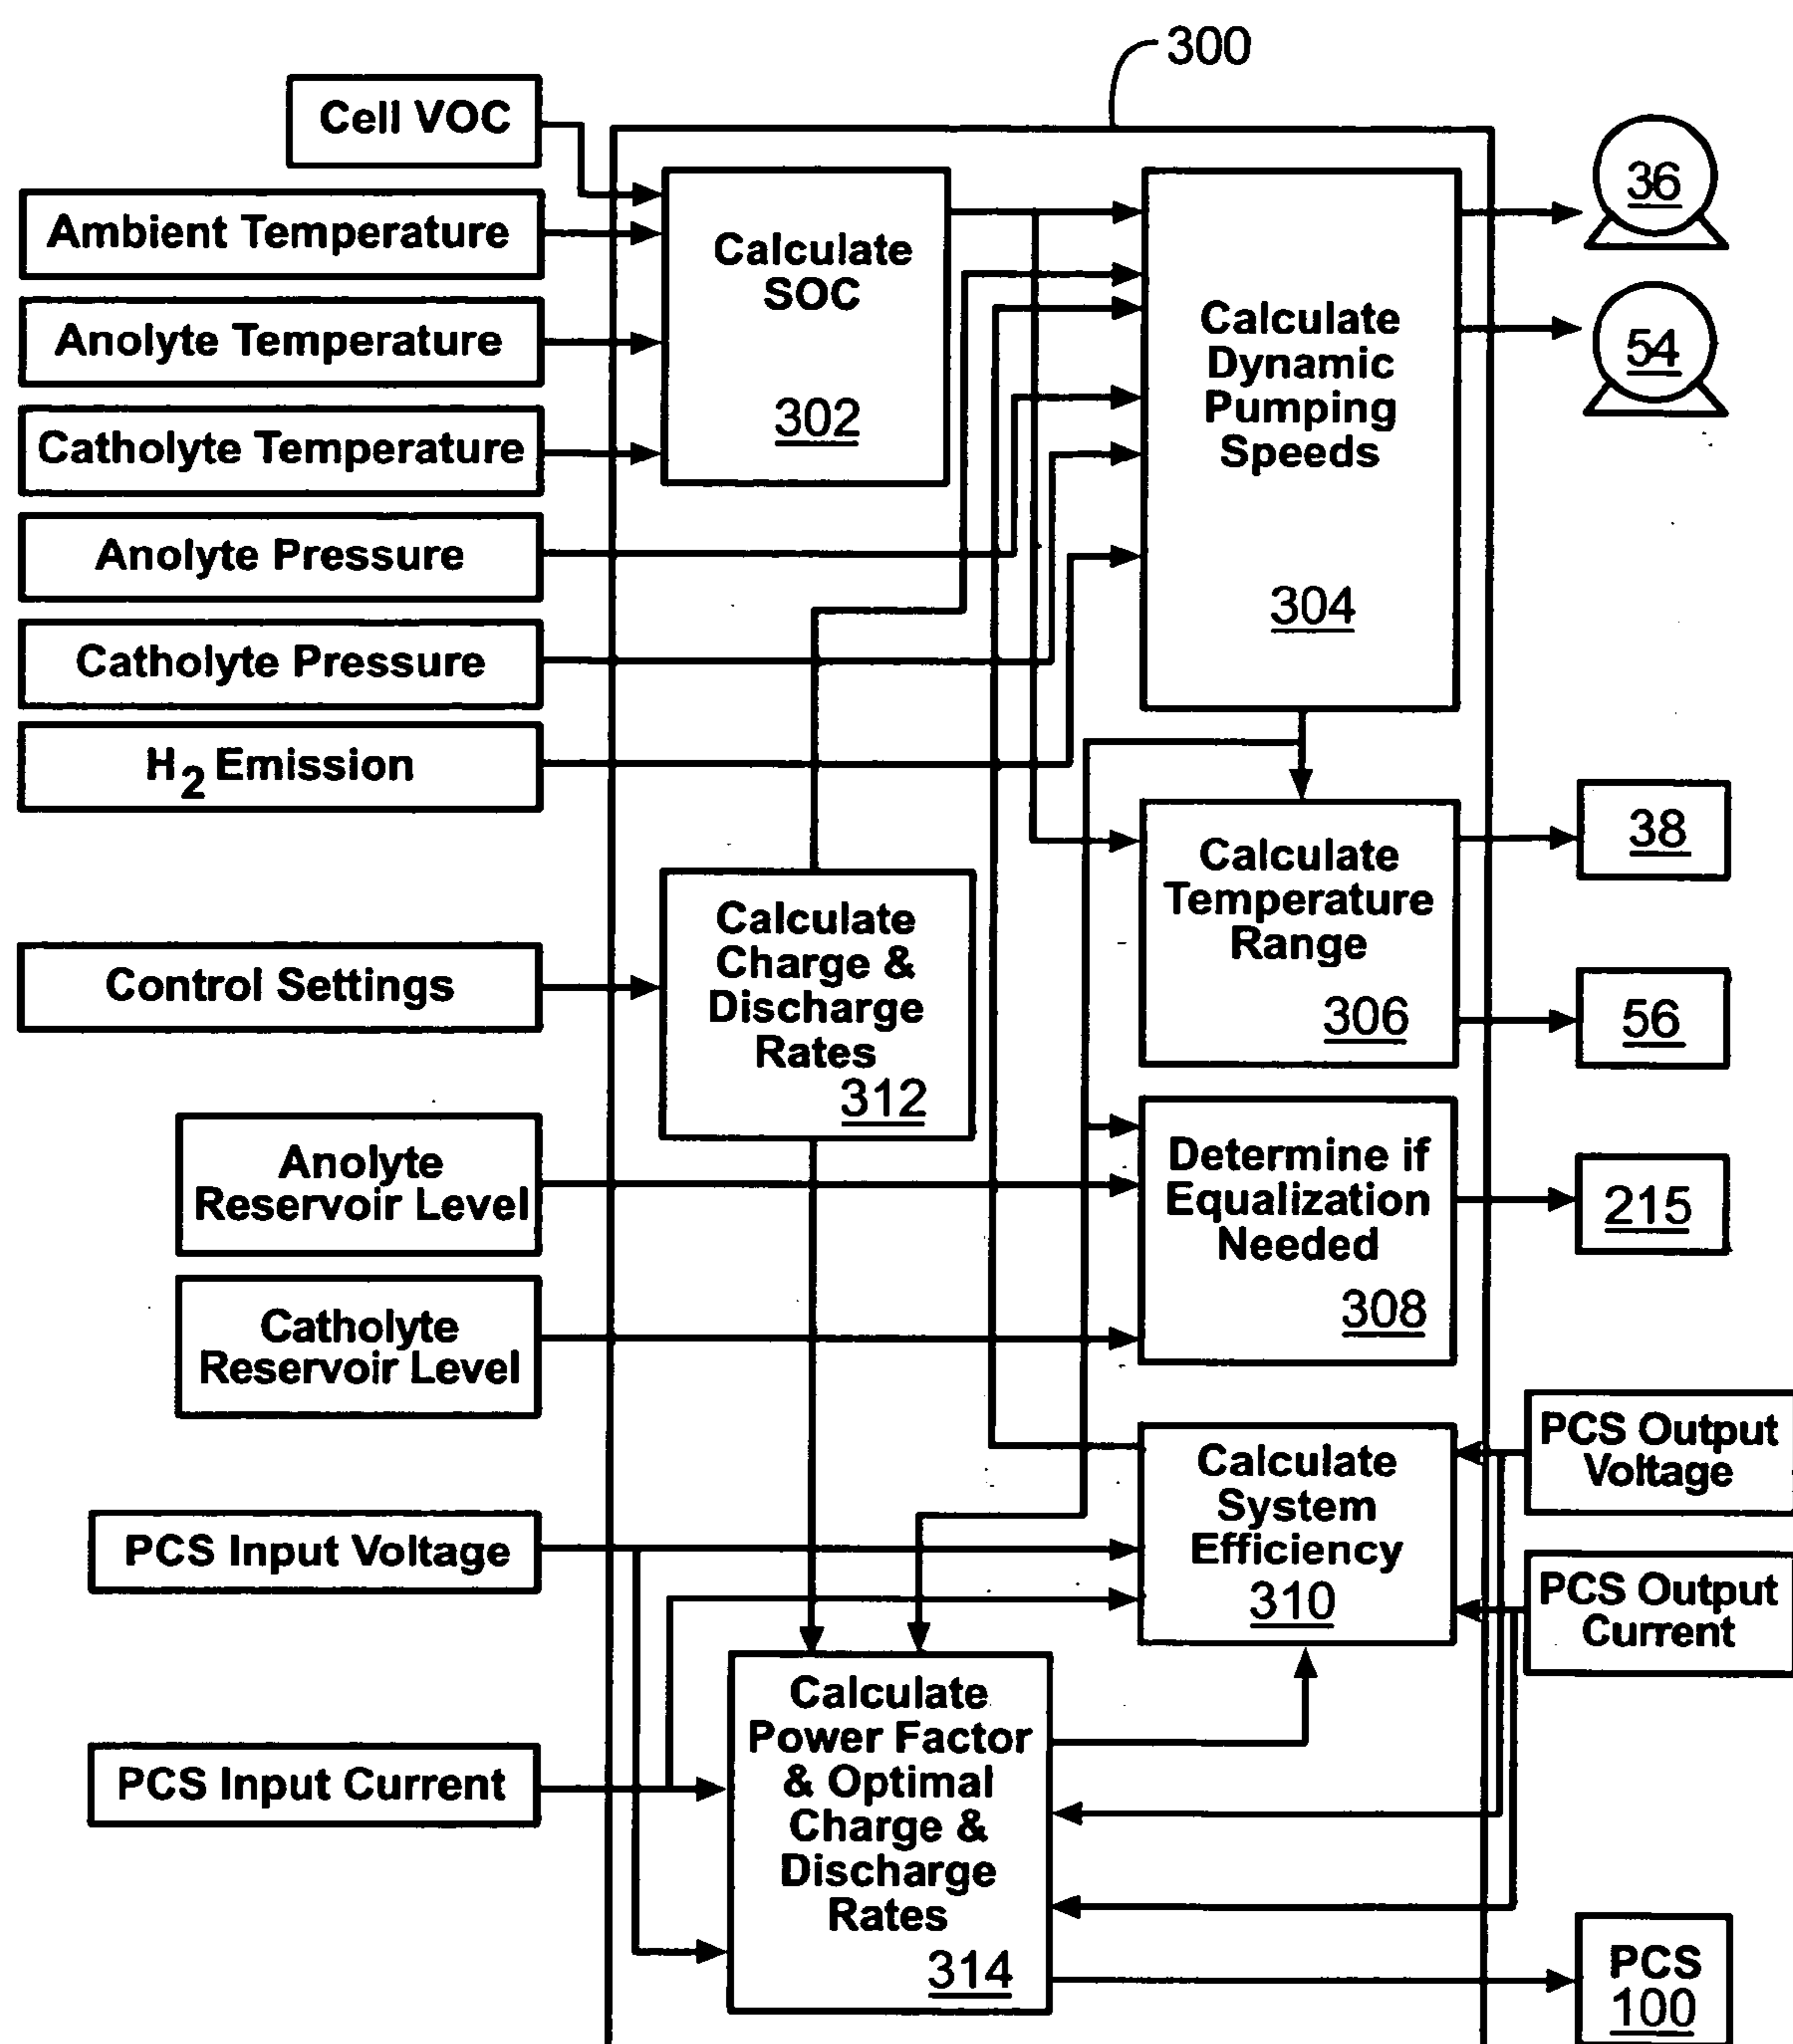 300
Cell VOC
Ambient Temperature
Anolyte Temperature
Catholyte Temperature
Anolyte Pressure
Catholyte Pressure
H2 Emission
Control Settings
Anolyte
Reservoir Level
Catholyte
Reservoir Level
PCS Input Voltage
PCS Input Current
Calculate
SOC
302
Calculate
Charge &
Discharge
Rates
312
Calculate
Power Factor
& Optimal
Charge &
Discharge
Rates
314
Calculate
Dynamic
Pumping
Speeds
304
Calculate
Temperature
Range
306
Determine if
Equalization
Needed
308
Calculate
System
Efficiency
310
36
54
38
56
215
PCS Output
Voltage
PCS Output
Current
PCS
100